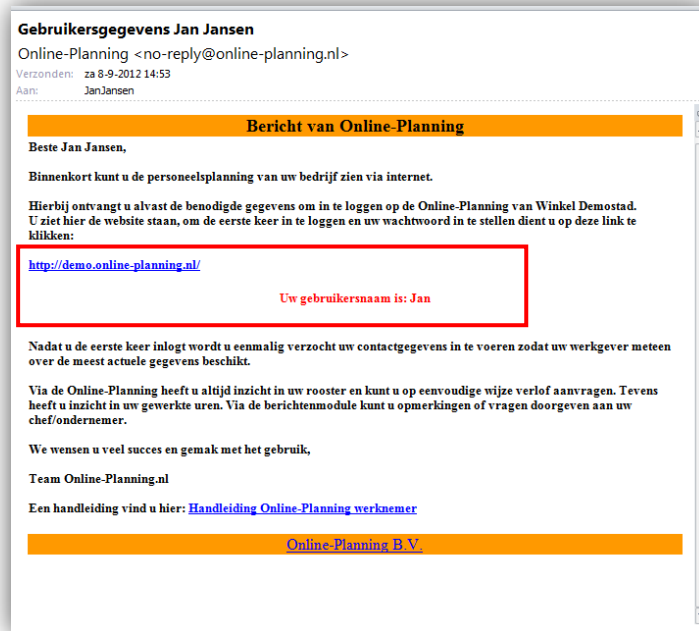 Gebruikersgegevens Jan Jansen
Online-Planning <no-reply@online-planning.nl>
Verzonden: za 8-9-2012 14:53
Aan: JanJansen
Bericht van Online-Planning
Beste Jan Jansen,
Binnenkort kunt u de personeelsplanning van uw bedrijf zien via internet.
Hierbij ontvangt u alvast de benodigde gegevens om in te loggen op de Online-Planning van Winkel Demostad.
U ziet hier de website staan, om de eerste keer in te loggen en uw wachtwoord in te stellen dient u op deze link te
klikken:
http://demo.online-planning.nl/
Uw gebruikersnaam is: Jan
Nadat u de eerste keer inlogt wordt u eenmalig verzocht uw contactgegevens in te voeren zodat uw werkgever meteen
over de meest actuele gegevens beschikt.
Via de Online-Planning heeft u altijd inzicht in uw rooster en kunt u op eenvoudige wijze verlof aanvragen. Tevens
heeft u inzicht in uw gewerkte uren. Via de berichtenmodule kunt u opmerkingen of vragen doorgeven aan uw
chef/ondernemer.
We wensen u veel succes en gemak met het gebruik,
Team Online-Planning.nl
Een handleiding vind u hier: Handleiding Online-Planning werknemer
Online-Planning B.V.